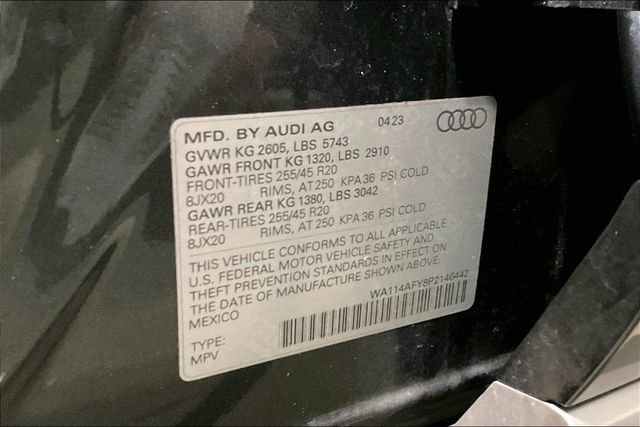 MFD. BY AUDI AG 04 23
GVWR KG 2605, LBS 5743
GAWR FRONT KG 1320, LBS 2910
FRONT-TIRES 255/45 R20
8JX20 RIMS, AT 250 KPA 36 PSI COLD
GAWR REAR KG 1380, LBS 3042
REAR-TIRES 255/45 R20
8JX20 RIMS, AT 250 KPA 36 PSI COLD
THIS VEHICLE CONFORMS TO ALL APPLICABLE
U.S. FEDERAL MOTOR VEHICLE SAFETY AND
THEFT PREVENTION STANDARDS IN EFFECT ON
THE DATE OF MANUFACTURE SHOWN ABOVE.
MEXICO WA114AFY8P2146442
TYPE:
MPV